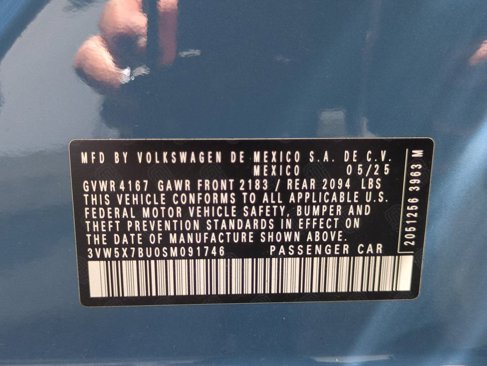 MFD BY VOLKSWAGEN DE MEXICO S.A. DE C.V.
MEXICO 05/25
GVWR 4167 GAWR FRONT 2183 / REAR 2094 LBS
THIS VEHICLE CONFORMS TO ALL APPLICABLE U.S.
FEDERAL MOTOR VEHICLE SAFETY, BUMPER AND
THEFT PREVENTION STANDARDS IN EFFECT ON
THE DATE OF MANUFACTURE SHOWN ABOVE.
3VW5X7BU0SM091746 PASSENGER CAR
2051256 3963 M